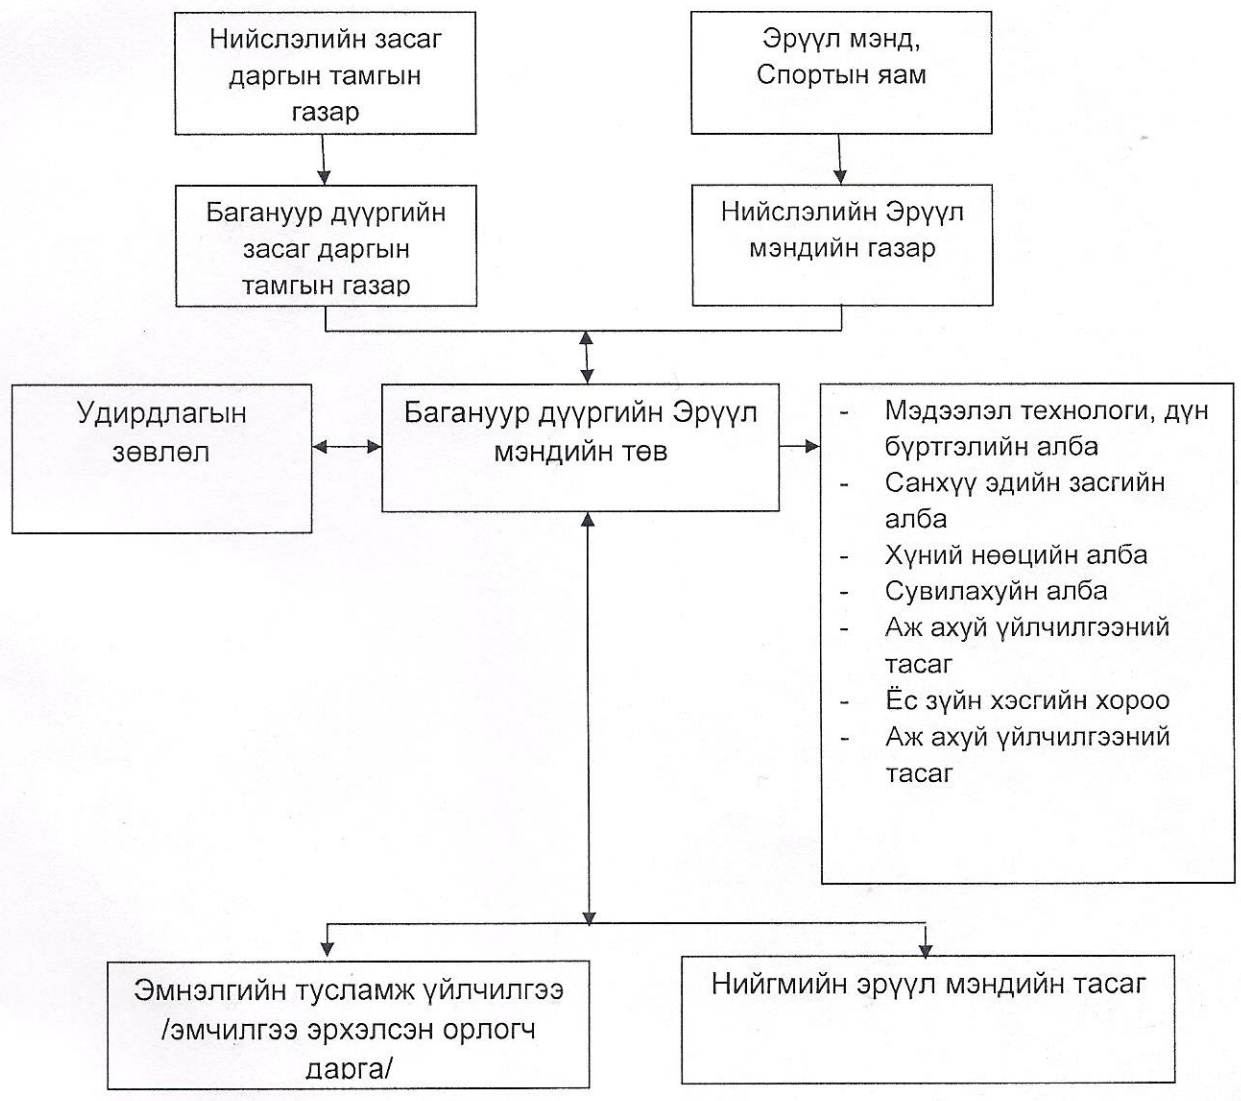 Нийслэлийн засаг
даргын тамгын
газар
Эрүүл мэнд,
Спортын яам
Багануур дүүргийн
засаг даргын
тамгын газар
Нийслэлийн Эрүүл
мэндийн газар
Удирдлагын
зөвлөл
Багануур дүүргийн Эрүүл
мэндийн төв
- Мэдээлэл технологи, дүн
бүртгэлийн алба
- Санхүү эдийн засгийн
алба
- Хүний нөөцийн алба
- Сувилахуйн алба
- Аж ахуй үйлчилгээний
тасаг
- Ёс зүйн хэсгийн хороо
- Аж ахуй үйлчилгээний
тасаг
Эмнэлгийн тусламж үйлчилгээ
/эмчилгээ эрхэлсэн орлогч
дарга/
Нийгмийн эрүүл мэндийн тасаг